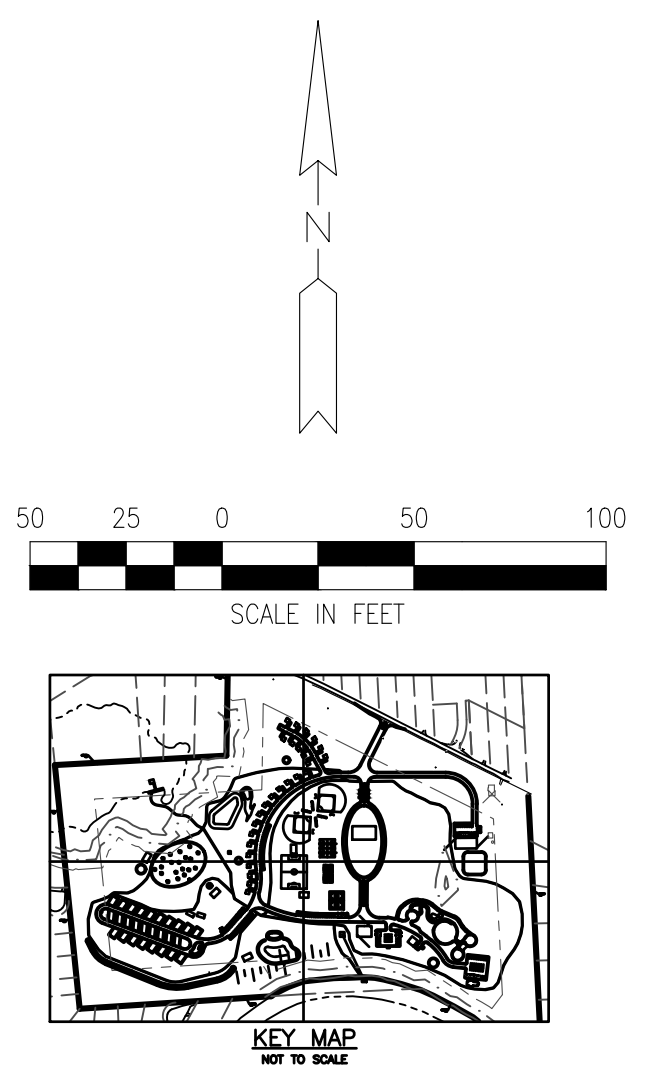 N
50 25 0 50 100
SCALE IN FEET
KEY MAP
NOT TO SCALE